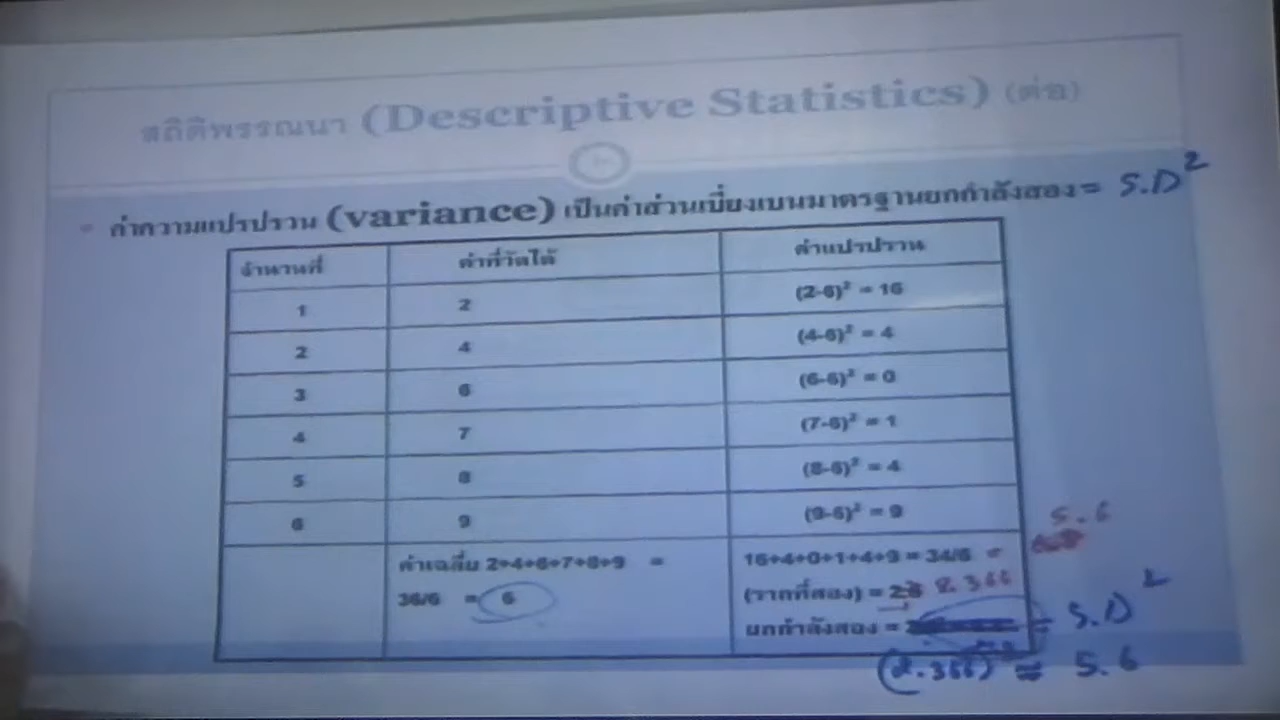 สถิติพรรณนา (Descriptive Statistics) (ต่อ)
ค่าความแปรปรวน (variance) เป็นค่าส่วนเบี่ยงเบนมาตรฐานยกกำลังสอง = S.D²
จำนวนที่ ค่าที่วัดได้ ค่าแปรปรวน
1 2 (2-6)² = 16
2 4 (4-6)² = 4
3 6 (6-6)² = 0
4 7 (7-6)² = 1
5 8 (8-6)² = 4
6 9 (9-6)² = 9
5.6
ค่าเฉลี่ย 2+4+6+7+8+9 = 16+4+0+1+4+9 = 34/6 =
36/6 = 6 (รากที่สอง) = 2.366
ยกกำลังสอง = = S.D²
(2.366)² ≈ 5.6